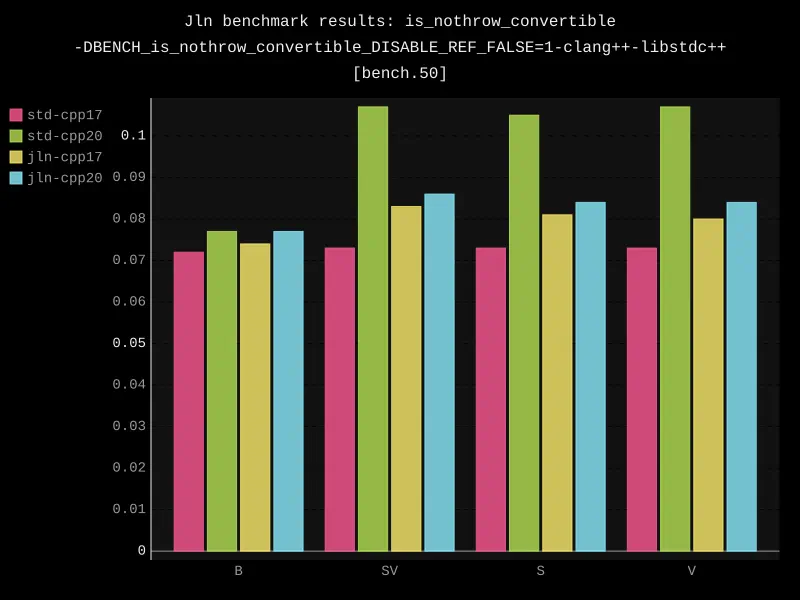 Jln benchmark results: is_nothrow_convertible
-DBENCH_is_nothrow_convertible_DISABLE_REF_FALSE=1-clang++-libstdc++
[bench.50]
std-cpp17
std-cpp20
jln-cpp17
jln-cpp20
0.1
0.09
0.08
0.07
0.06
0.05
0.04
0.03
0.02
0.01
0
B SV S V